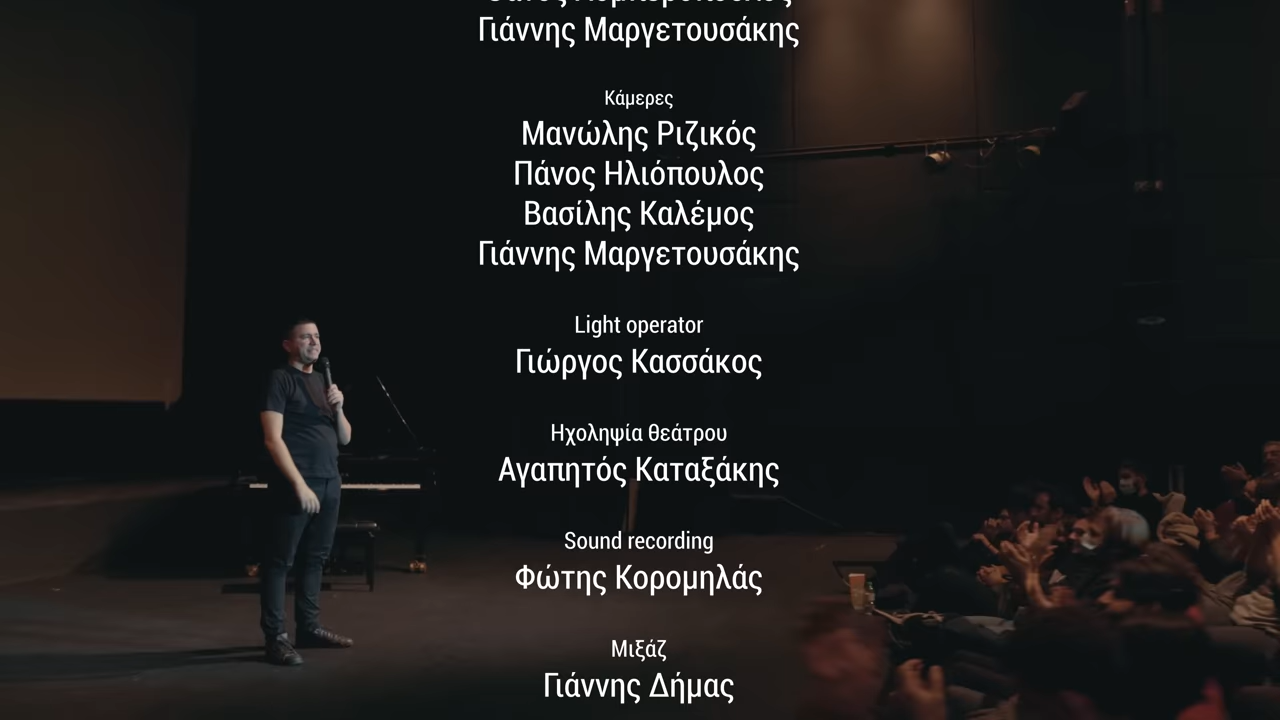 Γιάννης Μαργετουσάκης
Κάμερες
Μανώλης Ριζικός
Πάνος Ηλιόπουλος
Βασίλης Καλέμος
Γιάννης Μαργετουσάκης
Light operator
Γιώργος Κασσάκος
Ηχοληψία θεάτρου
Αγαπητός Καταξάκης
Sound recording
Φώτης Κορομηλάς
Μιξάζ
Γιάννης Δήμας